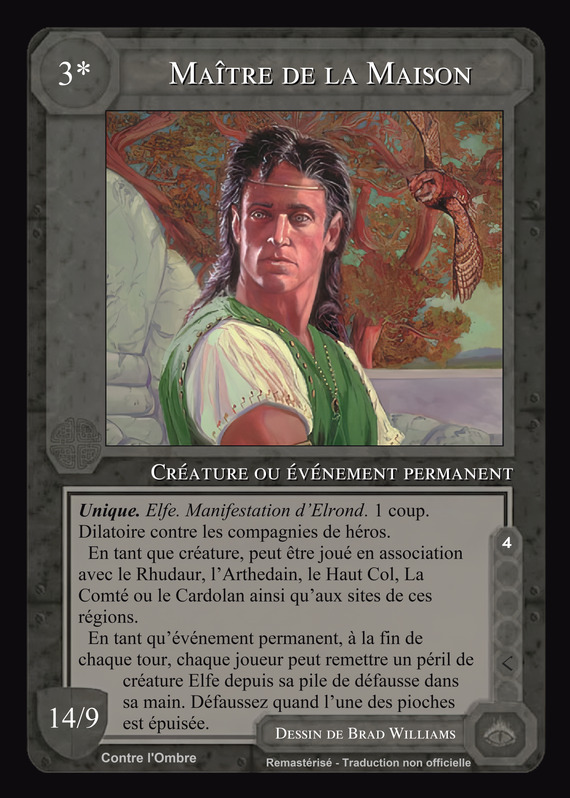 3*
MAÎTRE DE LA MAISON
CRÉATURE OU ÉVÉNEMENT PERMANENT
Unique. Elfe. Manifestation d'Elrond. 1 coup.
Dilatoire contre les compagnies de héros.
En tant que créature, peut être joué en association
avec le Rhudaur, l'Arthedain, le Haut Col, La
Comté ou le Cardolan ainsi qu'aux sites de ces
régions.
En tant qu'événement permanent, à la fin de
chaque tour, chaque joueur peut remettre un péril de
créature Elfe depuis sa pile de défausse dans
sa main. Défaussez quand l'une des pioches
est épuisée.
4
14/9
DESSIN DE BRAD WILLIAMS
Contre l'Ombre
Remastérisé - Traduction non officielle